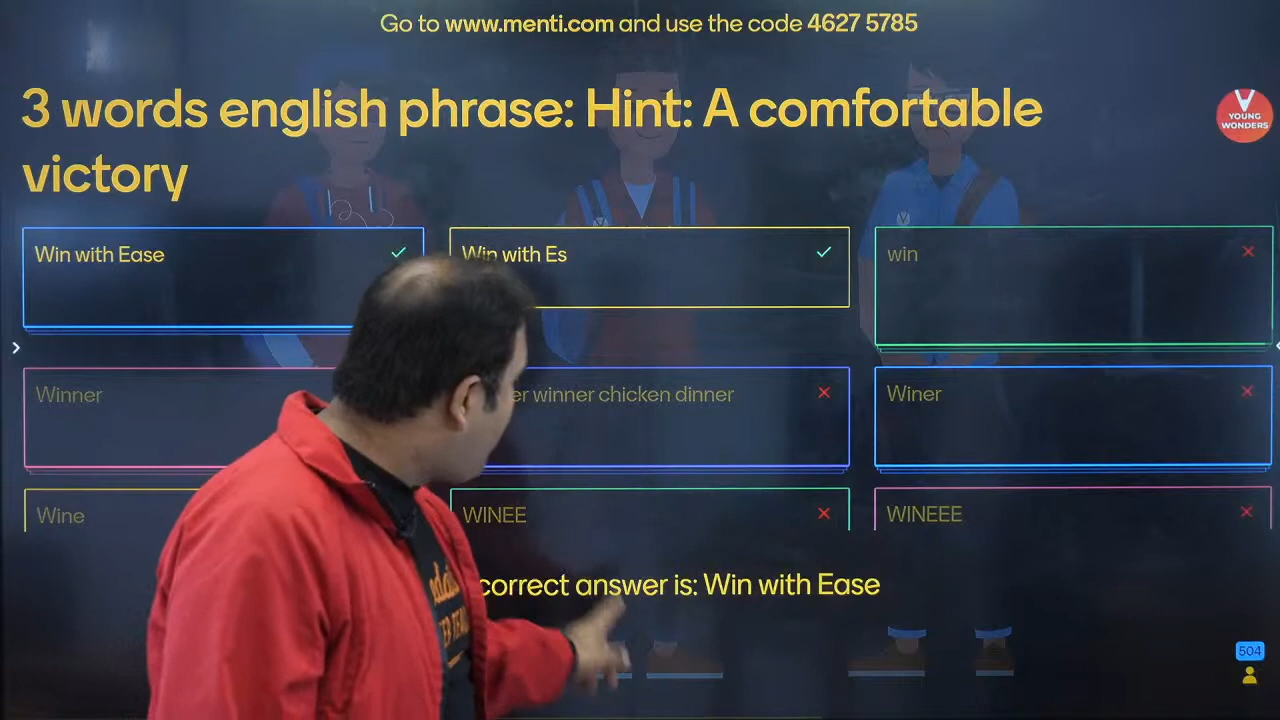 Go to www.menti.com and use the code 4627 5785
3 words english phrase: Hint: A comfortable
victory
YOUNG
WONDERS
Win with Ease
Win with Es
win
Winner
winner chicken dinner
Winer
Wine
WINEE
WINEEE
correct answer is: Win with Ease
504